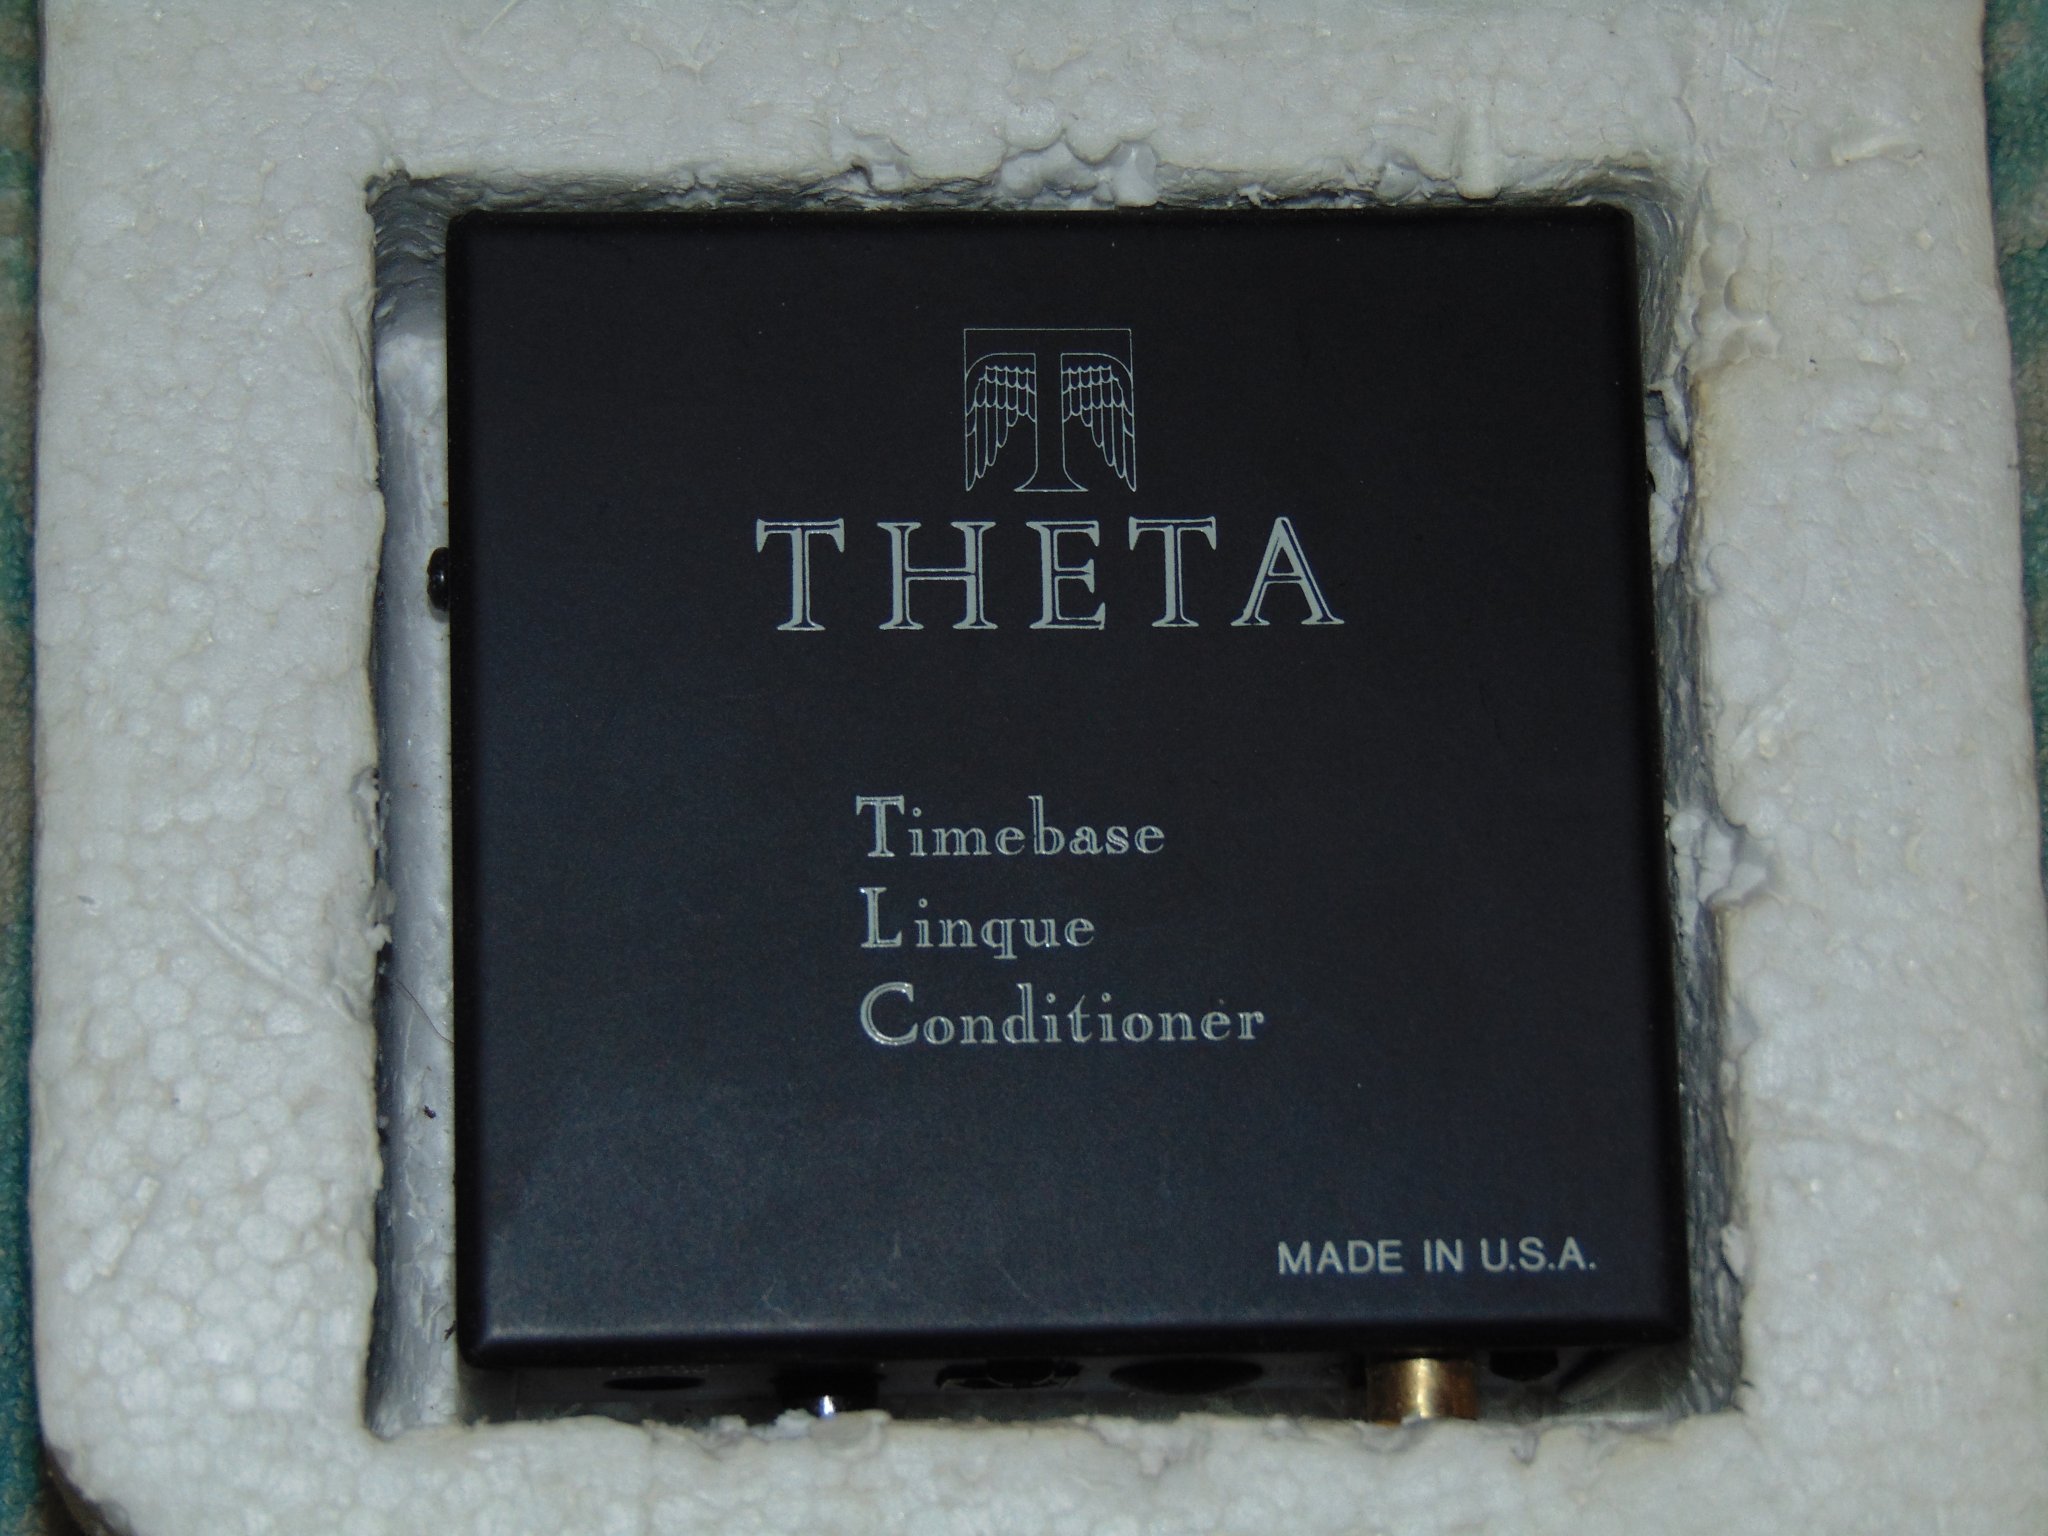 THETA
Timebase
Linque
Conditioner
MADE IN U.S.A.